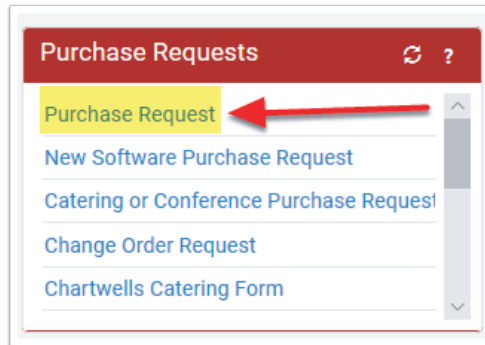 Purchase Requests ?
Purchase Request
New Software Purchase Request
Catering or Conference Purchase Request
Change Order Request
Chartwells Catering Form